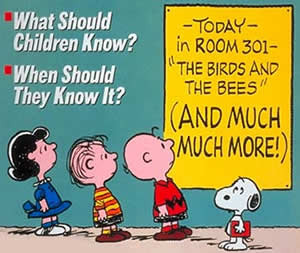 What Should
Children Know?
When Should
They Know It?
-TODAY-
in ROOM 301-
"THE BIRDS AND
THE BEES"
(AND MUCH
MUCH MORE!)